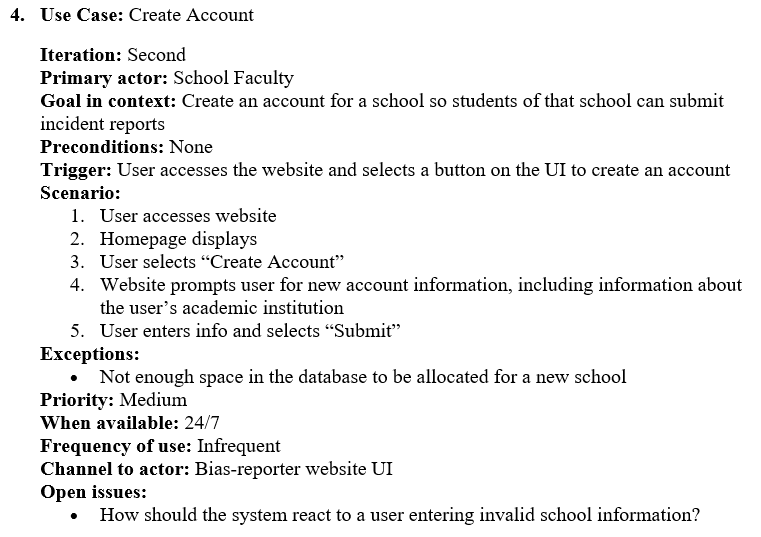 4. Use Case: Create Account
Iteration: Second
Primary actor: School Faculty
Goal in context: Create an account for a school so students of that school can submit
incident reports
Preconditions: None
Trigger: User accesses the website and selects a button on the UI to create an account
Scenario:
1. User accesses website
2. Homepage displays
3. User selects “Create Account”
4. Website prompts user for new account information, including information about
the user’s academic institution
5. User enters info and selects “Submit”
Exceptions:
• Not enough space in the database to be allocated for a new school
Priority: Medium
When available: 24/7
Frequency of use: Infrequent
Channel to actor: Bias-reporter website UI
Open issues:
• How should the system react to a user entering invalid school information?